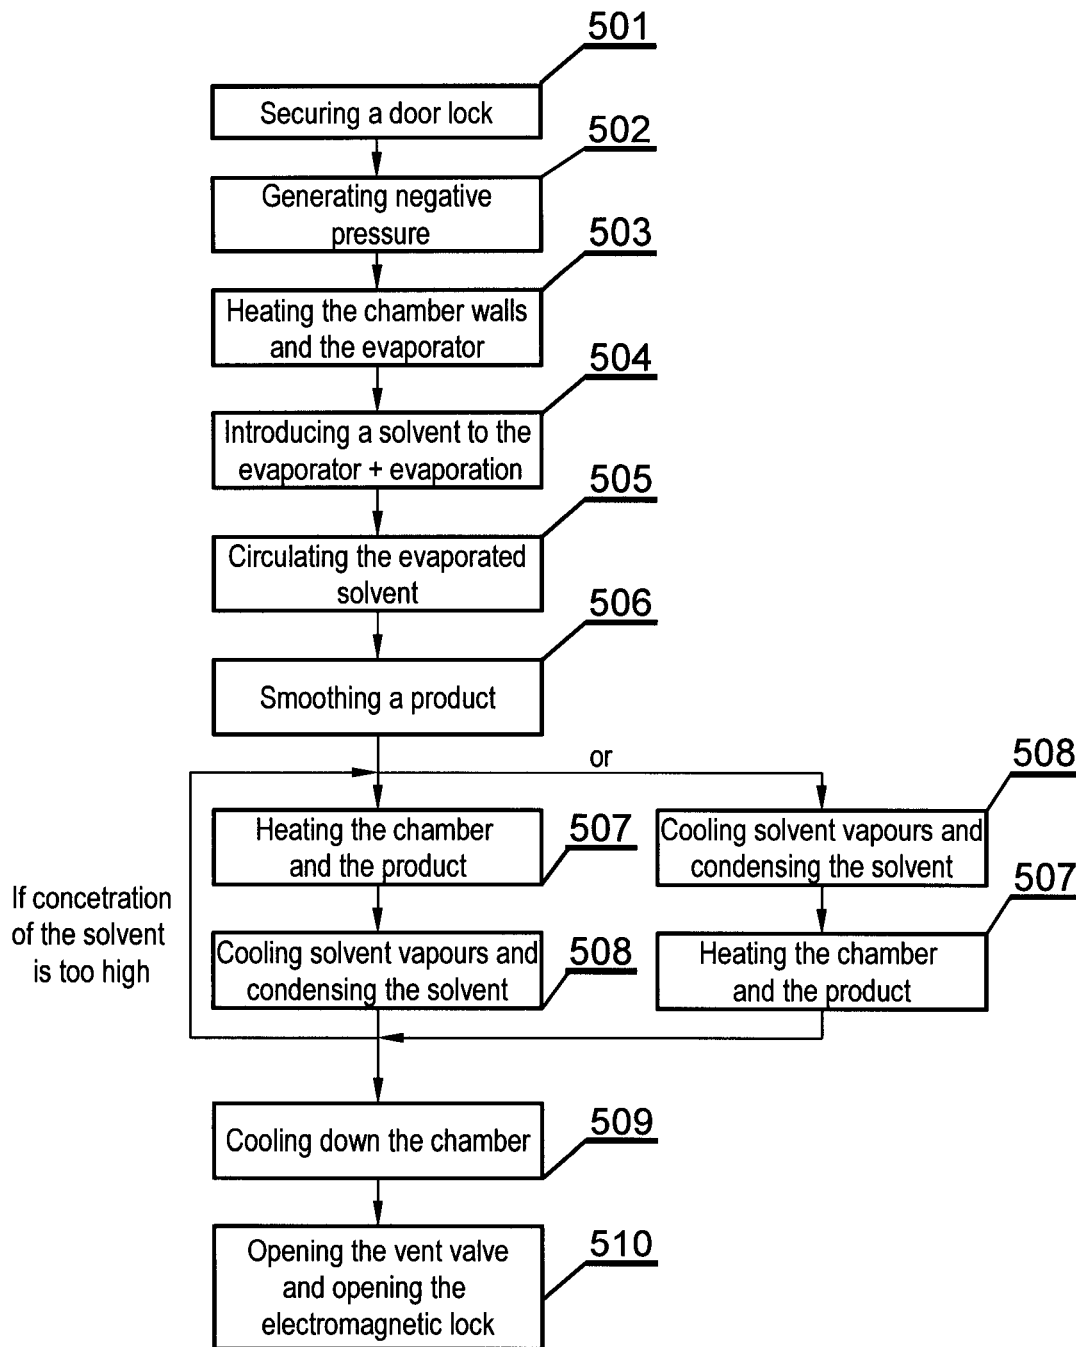 501
Securing a door lock
502
Generating negative
pressure
503
Heating the chamber walls
and the evaporator
504
Introducing a solvent to the
evaporator + evaporation
505
Circulating the evaporated
solvent
506
Smoothing a product
or
507
Heating the chamber
and the product
508
Cooling solvent vapours and
condensing the solvent
508
Cooling solvent vapours and
condensing the solvent
507
Heating the chamber
and the product
If concetration
of the solvent
is too high
509
Cooling down the chamber
510
Opening the vent valve
and opening the
electromagnetic lock